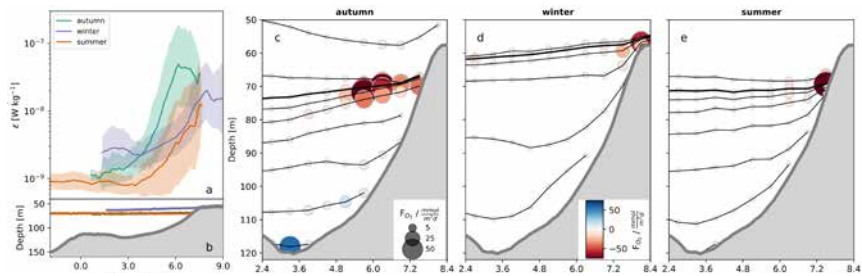 autumn
winter
summer
autumn
winter
summer
10⁻⁷
10⁻⁸
10⁻⁹
ε [W kg⁻¹]
a
50
100
150
Depth [m]
b
0.0
3.0
6.0
9.0
50
60
70
80
90
100
110
120
Depth [m]
c
d
e
F_O₂ / mmol/m²d
5
25
50
50
0
−50
F_O₂ / mmol/m²d
2.4
3.6
4.8
6.0
7.2
8.4
2.4
3.6
4.8
6.0
7.2
8.4
2.4
3.6
4.8
6.0
7.2
8.4